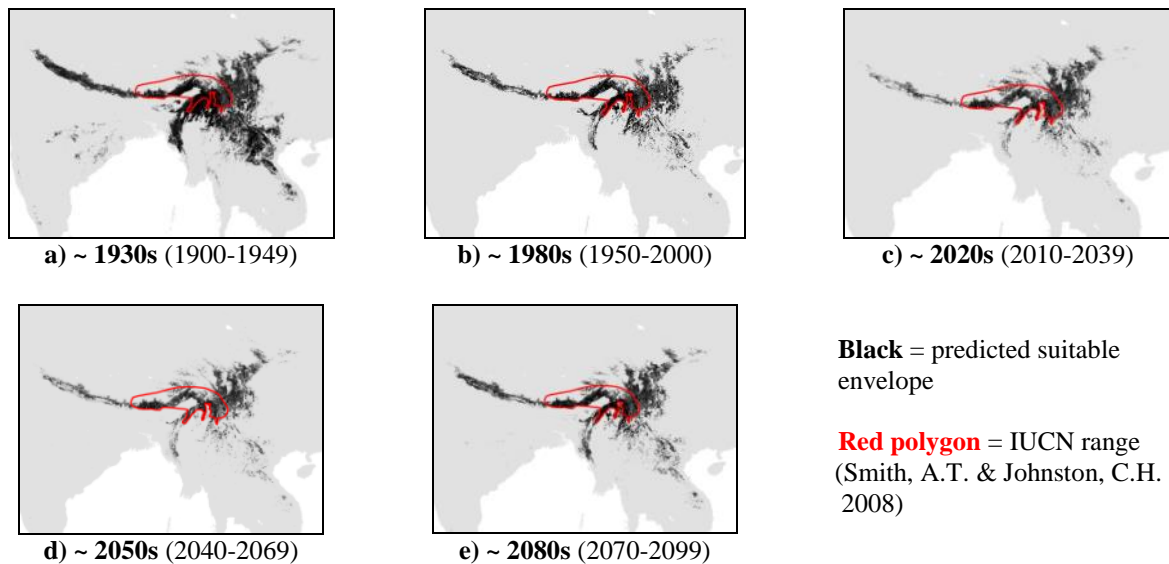 a) ~ 1930s (1900-1949)
b) ~ 1980s (1950-2000)
c) ~ 2020s (2010-2039)
d) ~ 2050s (2040-2069)
e) ~ 2080s (2070-2099)
Black = predicted suitable
envelope
Red polygon = IUCN range
(Smith, A.T. & Johnston, C.H.
2008)